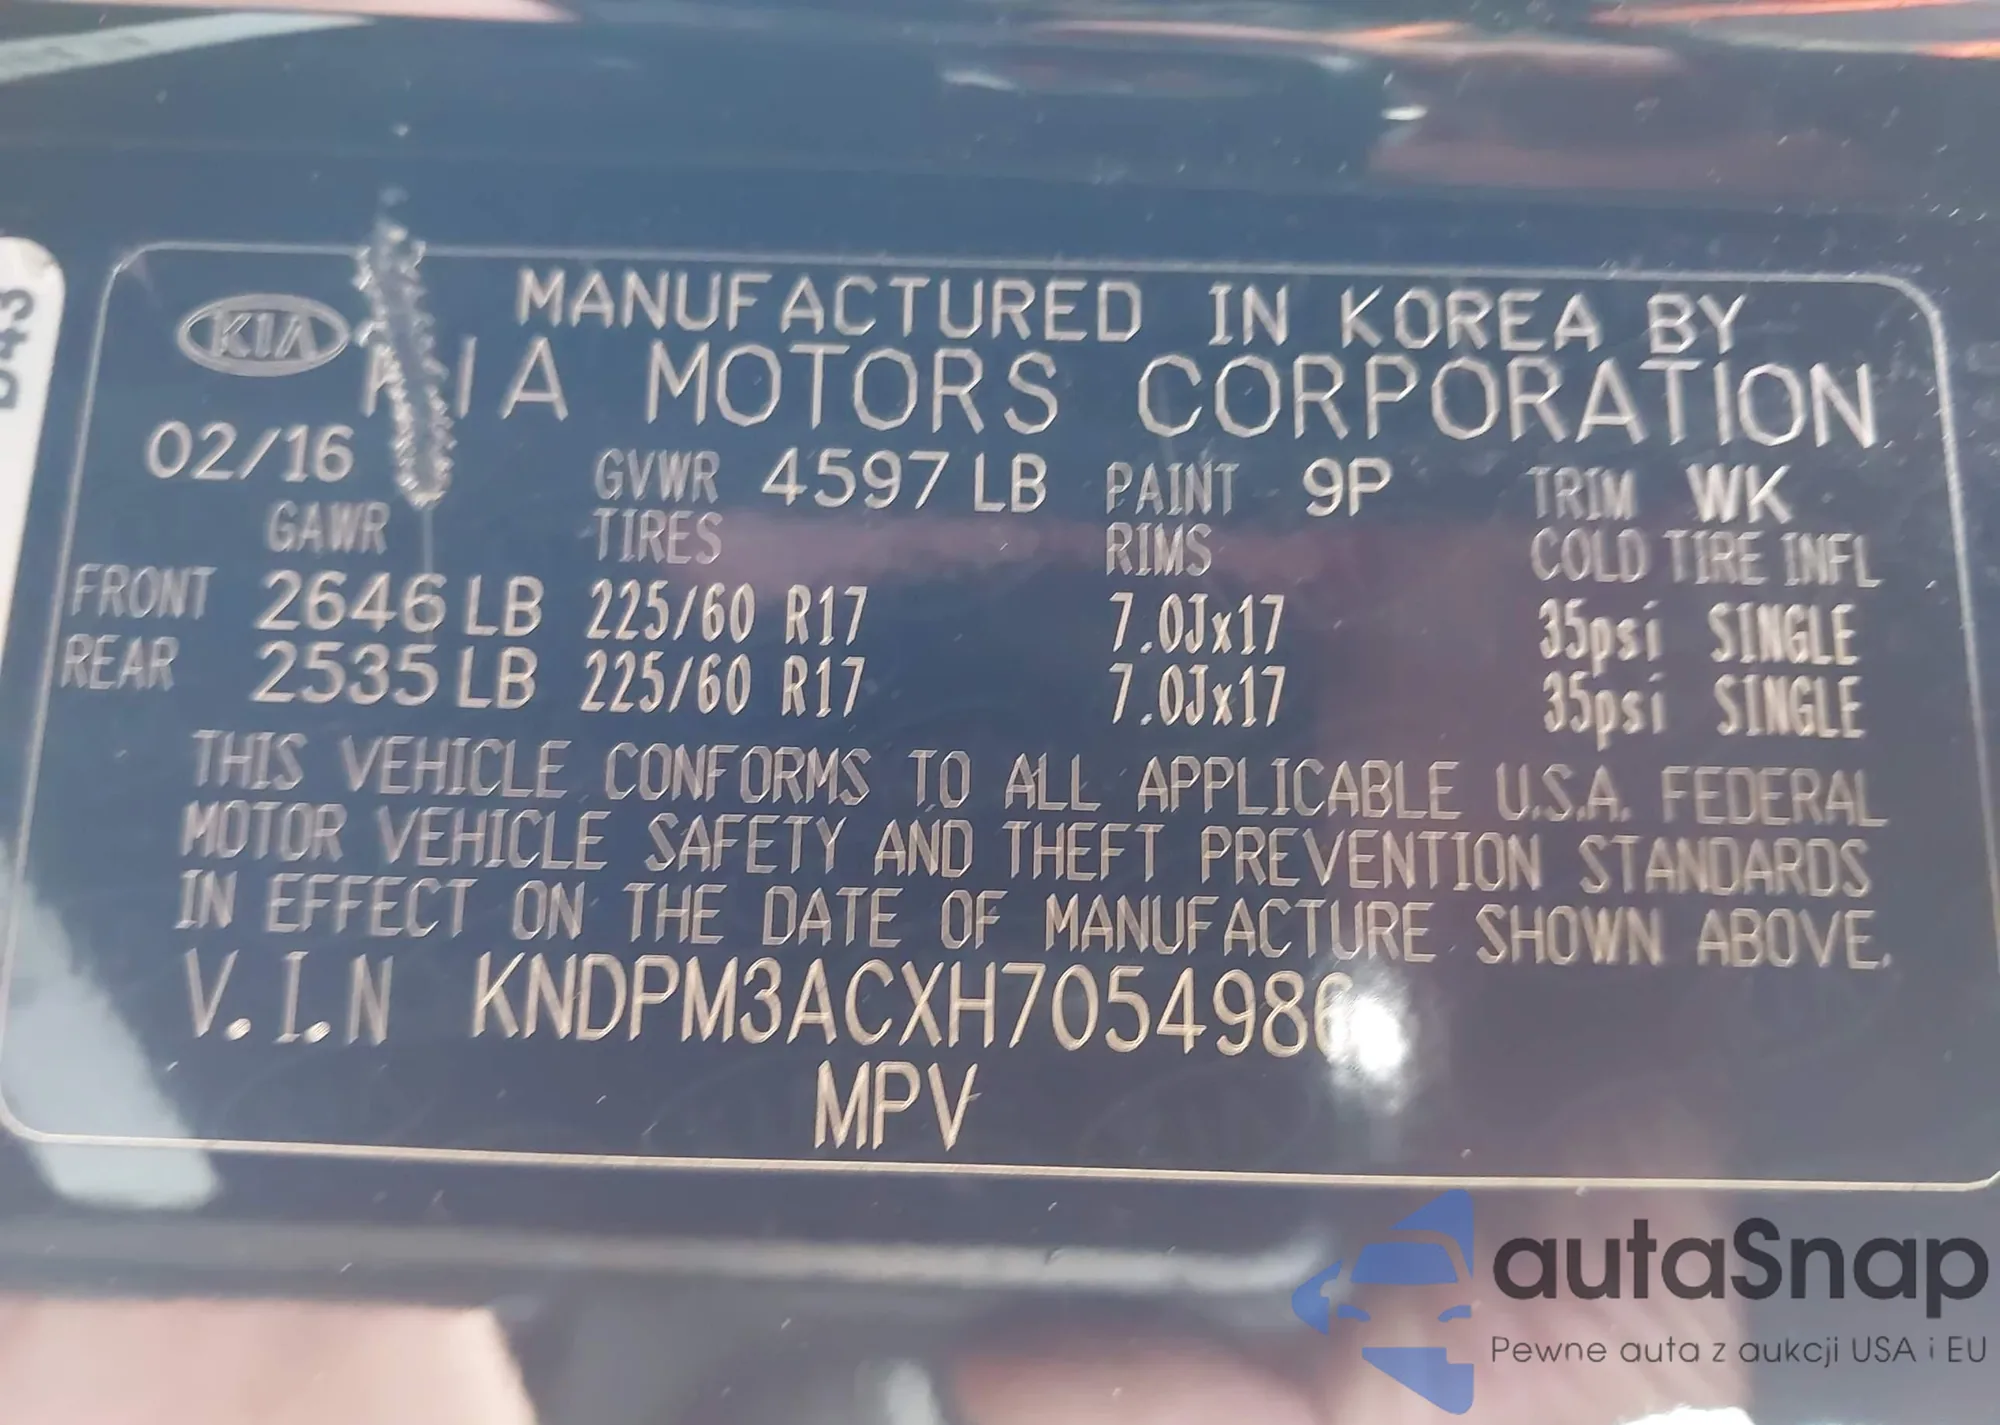 D43
KIA
MANUFACTURED IN KOREA BY
KIA MOTORS CORPORATION
02/16 GVWR 4597 LB PAINT 9P TRIM WK
GAWR TIRES RIMS COLD TIRE INFL
FRONT 2646 LB 225/60 R17 7.0Jx17 35psi SINGLE
REAR 2535 LB 225/60 R17 7.0Jx17 35psi SINGLE
THIS VEHICLE CONFORMS TO ALL APPLICABLE U.S.A. FEDERAL
MOTOR VEHICLE SAFETY AND THEFT PREVENTION STANDARDS
IN EFFECT ON THE DATE OF MANUFACTURE SHOWN ABOVE.
V.I.N KNDPM3ACXH7054986
MPV
autaSnap
Pewne auta z aukcji USA i EU